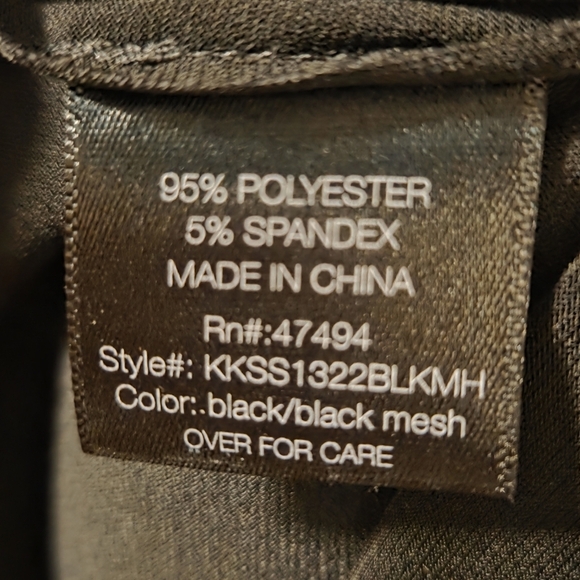 95% POLYESTER
5% SPANDEX
MADE IN CHINA
Rn#:47494
Style#: KKSS1322BLKMH
Color: black/black mesh
OVER FOR CARE